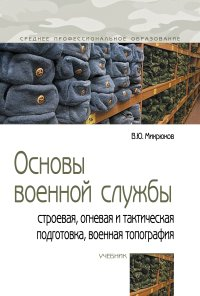 СРЕДНЕЕ ПРОФЕССИОНАЛЬНОЕ ОБРАЗОВАНИЕ
В.Ю. Микрюков
Основы
военной службы
строевая, огневая и тактическая
подготовка, военная топография
УЧЕБНИК